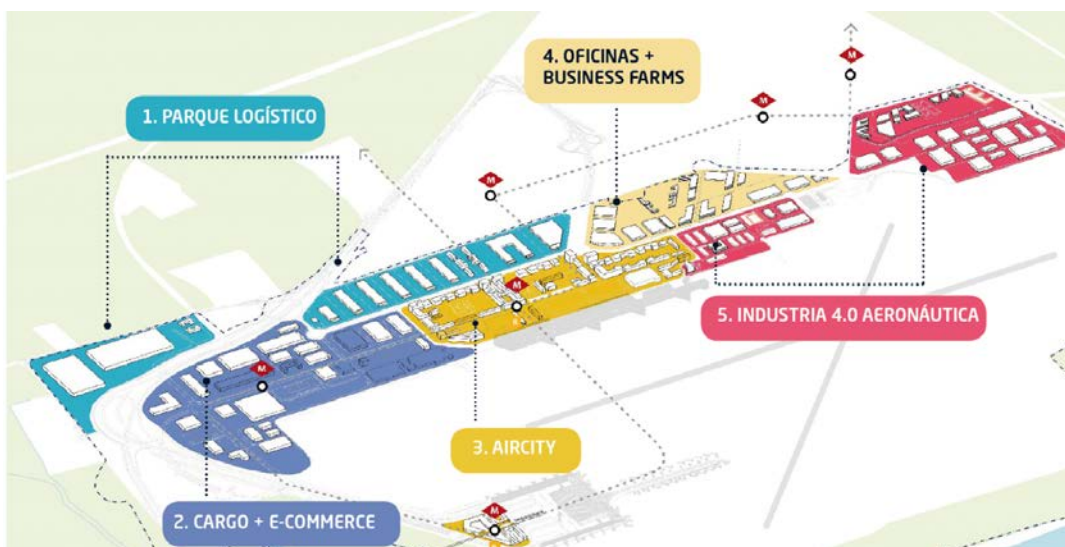 4. OFICINAS +
BUSINESS FARMS
M
M
1. PARQUE LOGÍSTICO
M
M
5. INDUSTRIA 4.0 AERONÁUTICA
M
3. AIRCITY
M
2. CARGO + E-COMMERCE